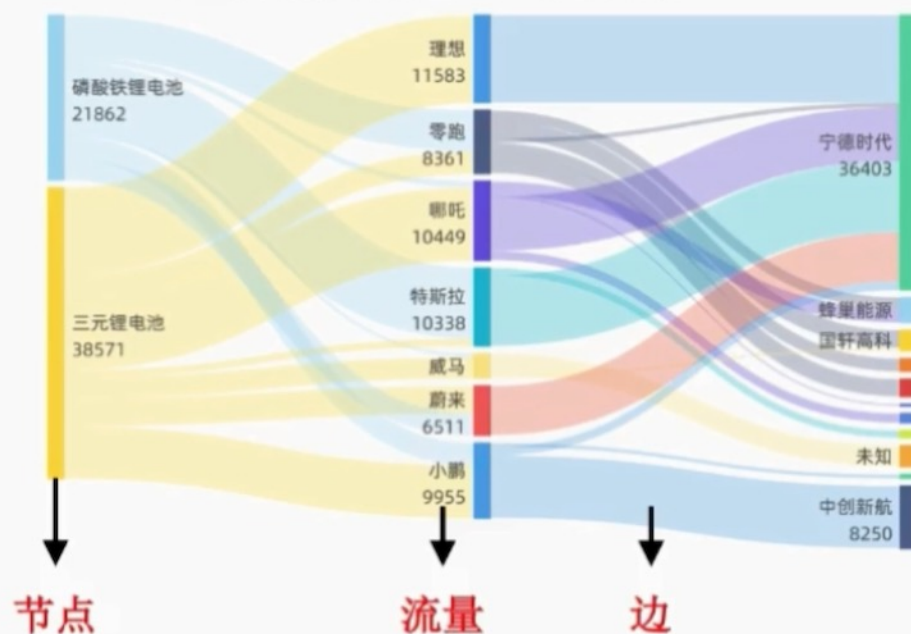 磷酸铁锂电池
21862
三元锂电池
38571
理想
11583
零跑
8361
哪吒
10449
特斯拉
10338
威马
蔚来
6511
小鹏
9955
宁德时代
36403
蜂巢能源
国轩高科
未知
中创新航
8250
节点
流量
边